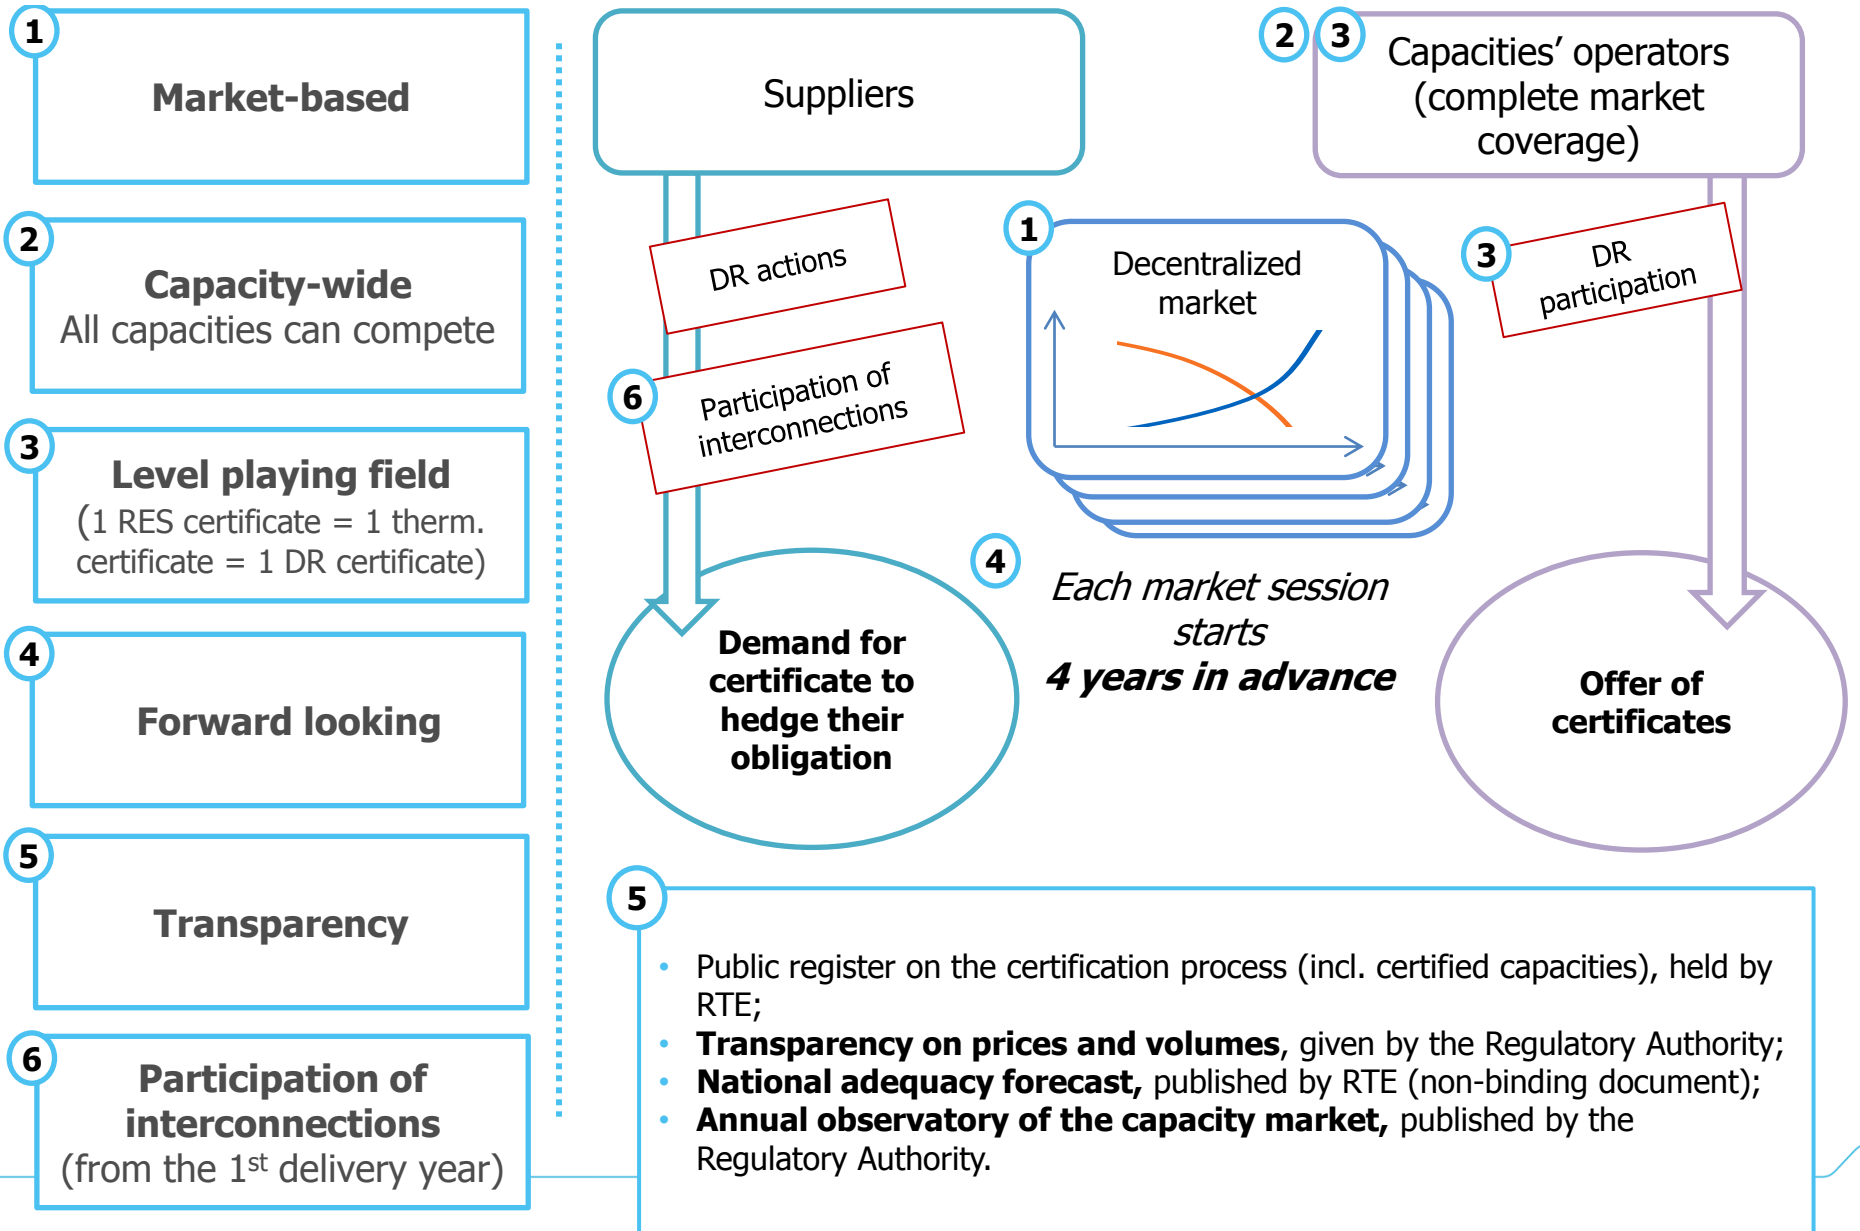 1
Market-based
2
Capacity-wide
All capacities can compete
3
Level playing field
(1 RES certificate = 1 therm.
certificate = 1 DR certificate)
4
Forward looking
5
Transparency
6
Participation of
interconnections
(from the 1st delivery year)
Suppliers
2 3
Capacities’ operators
(complete market
coverage)
DR actions
6
Participation of
interconnections
1
Decentralized
market
3
DR
participation
4
Each market session
starts
4 years in advance
Demand for
certificate to
hedge their
obligation
Offer of
certificates
5
• Public register on the certification process (incl. certified capacities), held by
RTE;
• Transparency on prices and volumes, given by the Regulatory Authority;
• National adequacy forecast, published by RTE (non-binding document);
• Annual observatory of the capacity market, published by the
Regulatory Authority.